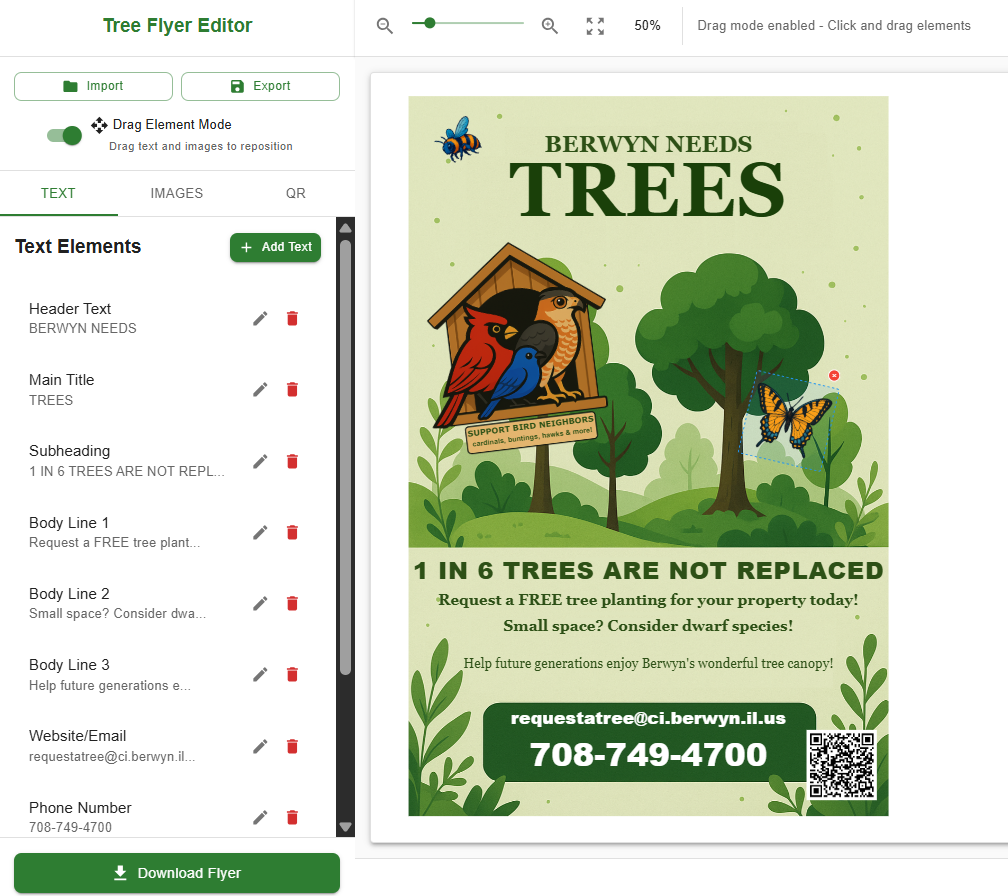 Tree Flyer Editor
Import
Export
Drag Element Mode
Drag text and images to reposition
TEXT
IMAGES
QR
Text Elements
Add Text
Header Text
BERWYN NEEDS
Main Title
TREES
Subheading
1 IN 6 TREES ARE NOT REPL...
Body Line 1
Request a FREE tree plant...
Body Line 2
Small space? Consider dwa...
Body Line 3
Help future generations e...
Website/Email
requestatree@ci.berwyn.il...
Phone Number
708-749-4700
Download Flyer
50%
Drag mode enabled - Click and drag elements
BERWYN NEEDS
TREES
SUPPORT BIRD NEIGHBORS
cardinals, buntings, hawks & more!
1 IN 6 TREES ARE NOT REPLACED
Request a FREE tree planting for your property today!
Small space? Consider dwarf species!
Help future generations enjoy Berwyn's wonderful tree canopy!
requestatree@ci.berwyn.il.us
708-749-4700